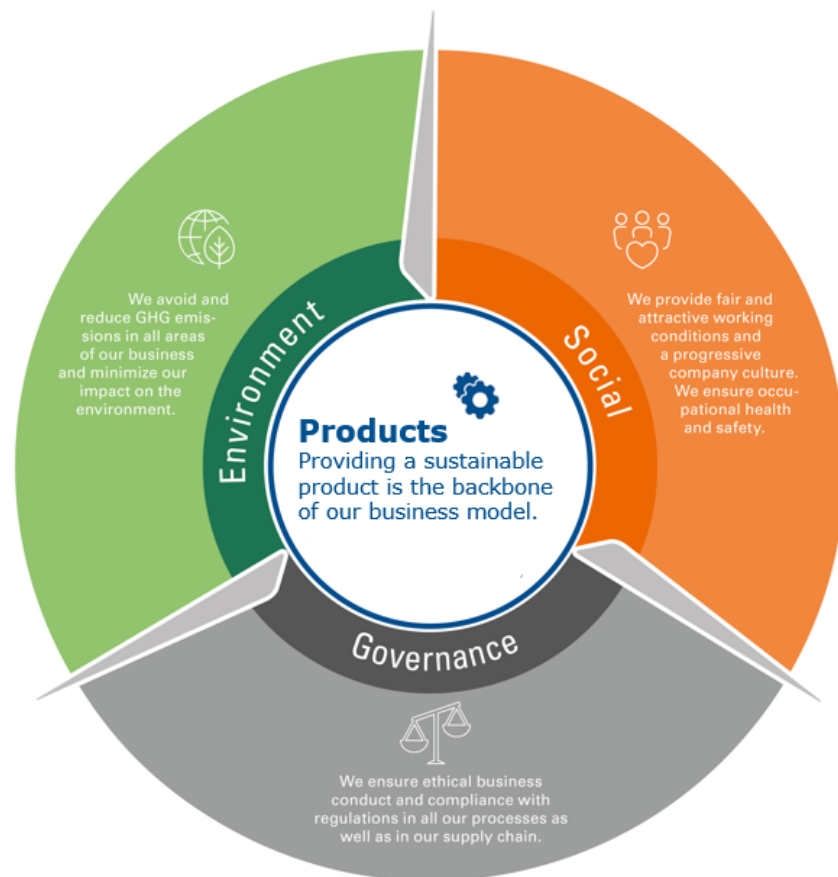 Environment
We avoid and
reduce GHG emis-
sions in all areas
of our business
and minimize our
impact on the
environment.
Social
We provide fair and
attractive working
conditions and
a progressive
company culture.
We ensure occu-
pational health
and safety.
Products
Providing a sustainable
product is the backbone
of our business model.
Governance
We ensure ethical business
conduct and compliance with
regulations in all our processes as
well as in our supply chain.